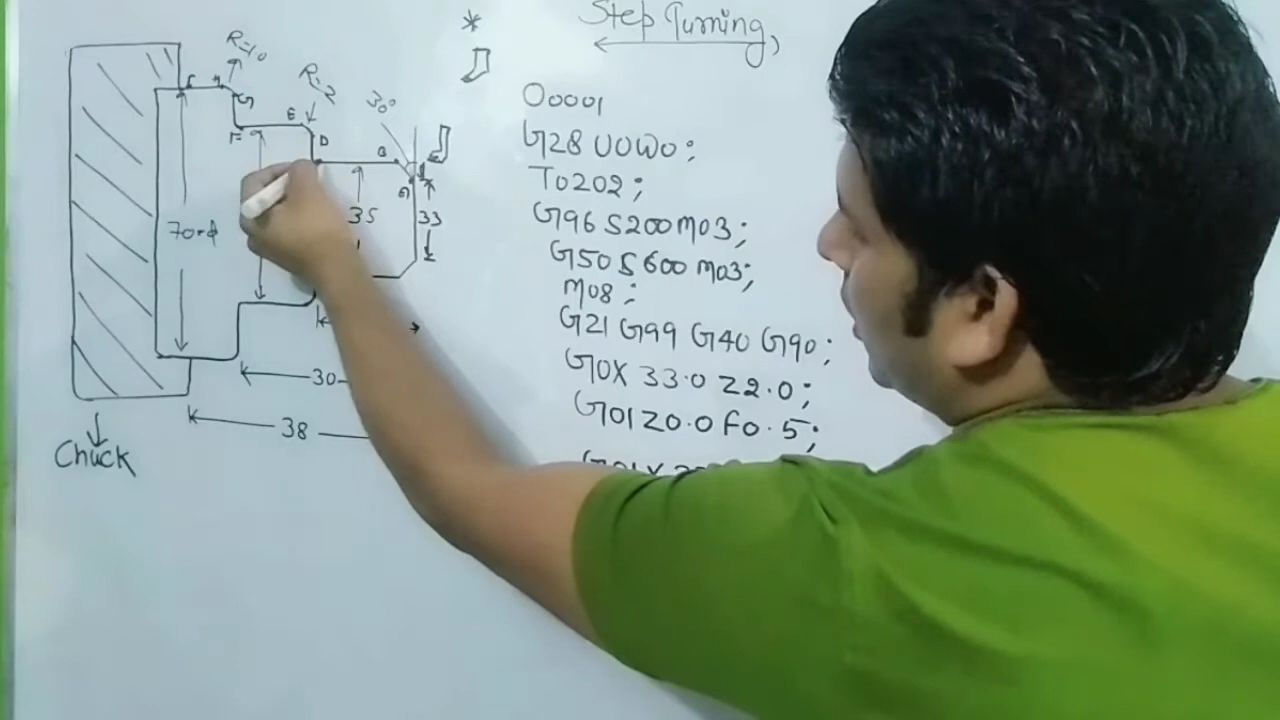 Step Turning,
O0001
G28 U0W0;
T0202;
G96 S200 m03;
G50 S600 m03;
m08;
G21 G99 G40 G90;
G0X 33.0 Z2.0;
G01 Z0.0 F0.5;
R-10
R-2
30°
E
D
F
B
35
33
70.ϕ
30
38
Chuck